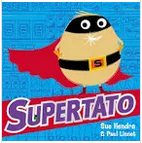 S
SUPERTATO
Sue Hendra
& Paul Linnet